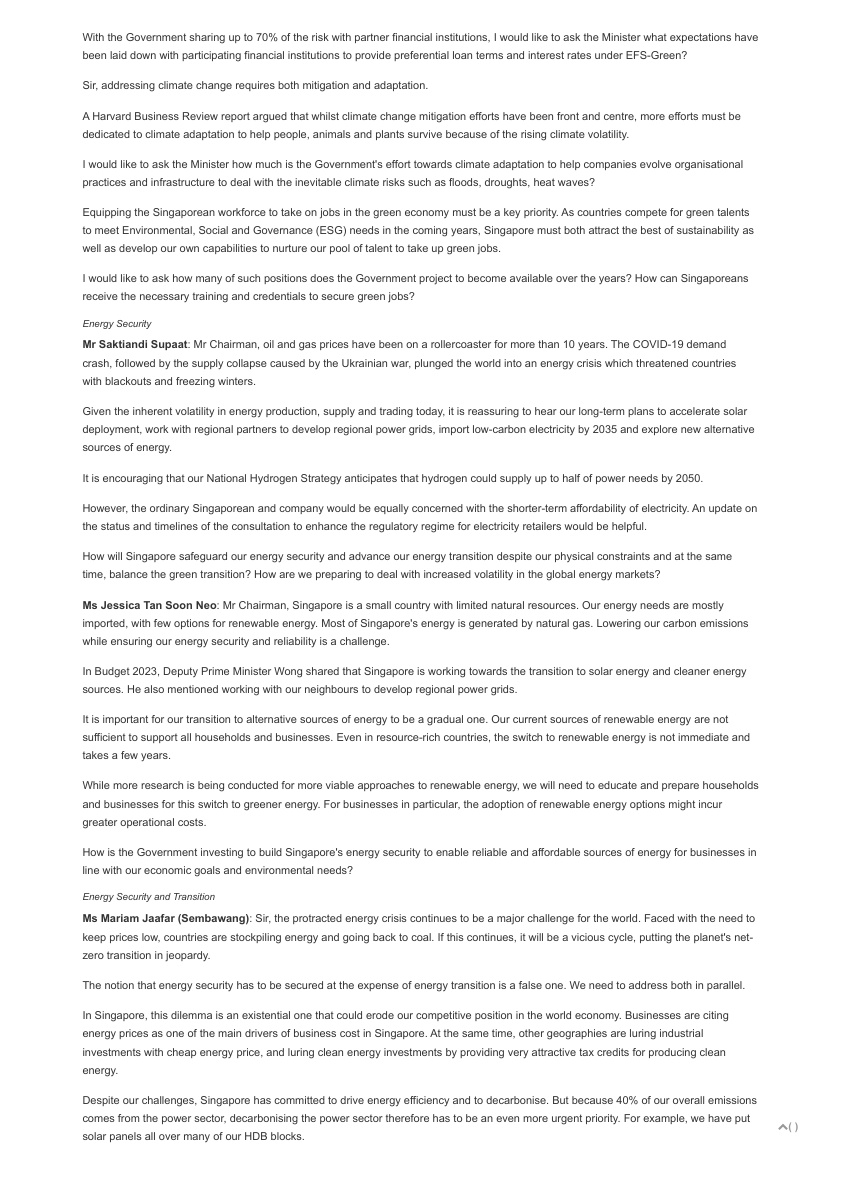 With the Government sharing up to 70% of the risk with partner financial institutions, I would like to ask the Minister what expectations have
been laid down with participating financial institutions to provide preferential loan terms and interest rates under EFS-Green?
Sir, addressing climate change requires both mitigation and adaptation.
A Harvard Business Review report argued that whilst climate change mitigation efforts have been front and centre, more efforts must be
dedicated to climate adaptation to help people, animals and plants survive because of the rising climate volatility.
I would like to ask the Minister how much is the Government's effort towards climate adaptation to help companies evolve organisational
practices and infrastructure to deal with the inevitable climate risks such as floods, droughts, heat waves?
Equipping the Singaporean workforce to take on jobs in the green economy must be a key priority. As countries compete for green talents
to meet Environmental, Social and Governance (ESG) needs in the coming years, Singapore must both attract the best of sustainability as
well as develop our own capabilities to nurture our pool of talent to take up green jobs.
I would like to ask how many of such positions does the Government project to become available over the years? How can Singaporeans
receive the necessary training and credentials to secure green jobs?
Energy Security
Mr Saktiandi Supaat: Mr Chairman, oil and gas prices have been on a rollercoaster for more than 10 years. The COVID-19 demand
crash, followed by the supply collapse caused by the Ukrainian war, plunged the world into an energy crisis which threatened countries
with blackouts and freezing winters.
Given the inherent volatility in energy production, supply and trading today, it is reassuring to hear our long-term plans to accelerate solar
deployment, work with regional partners to develop regional power grids, import low-carbon electricity by 2035 and explore new alternative
sources of energy.
It is encouraging that our National Hydrogen Strategy anticipates that hydrogen could supply up to half of power needs by 2050.
However, the ordinary Singaporean and company would be equally concerned with the shorter-term affordability of electricity. An update on
the status and timelines of the consultation to enhance the regulatory regime for electricity retailers would be helpful.
How will Singapore safeguard our energy security and advance our energy transition despite our physical constraints and at the same
time, balance the green transition? How are we preparing to deal with increased volatility in the global energy markets?
Ms Jessica Tan Soon Neo: Mr Chairman, Singapore is a small country with limited natural resources. Our energy needs are mostly
imported, with few options for renewable energy. Most of Singapore's energy is generated by natural gas. Lowering our carbon emissions
while ensuring our energy security and reliability is a challenge.
In Budget 2023, Deputy Prime Minister Wong shared that Singapore is working towards the transition to solar energy and cleaner energy
sources. He also mentioned working with our neighbours to develop regional power grids.
It is important for our transition to alternative sources of energy to be a gradual one. Our current sources of renewable energy are not
sufficient to support all households and businesses. Even in resource-rich countries, the switch to renewable energy is not immediate and
takes a few years.
While more research is being conducted for more viable approaches to renewable energy, we will need to educate and prepare households
and businesses for this switch to greener energy. For businesses in particular, the adoption of renewable energy options might incur
greater operational costs.
How is the Government investing to build Singapore's energy security to enable reliable and affordable sources of energy for businesses in
line with our economic goals and environmental needs?
Energy Security and Transition
Ms Mariam Jaafar (Sembawang): Sir, the protracted energy crisis continues to be a major challenge for the world. Faced with the need to
keep prices low, countries are stockpiling energy and going back to coal. If this continues, it will be a vicious cycle, putting the planet's net-
zero transition in jeopardy.
The notion that energy security has to be secured at the expense of energy transition is a false one. We need to address both in parallel.
In Singapore, this dilemma is an existential one that could erode our competitive position in the world economy. Businesses are citing
energy prices as one of the main drivers of business cost in Singapore. At the same time, other geographies are luring industrial
investments with cheap energy price, and luring clean energy investments by providing very attractive tax credits for producing clean
energy.
Despite our challenges, Singapore has committed to drive energy efficiency and to decarbonise. But because 40% of our overall emissions
comes from the power sector, decarbonising the power sector therefore has to be an even more urgent priority. For example, we have put
solar panels all over many of our HDB blocks.
( )